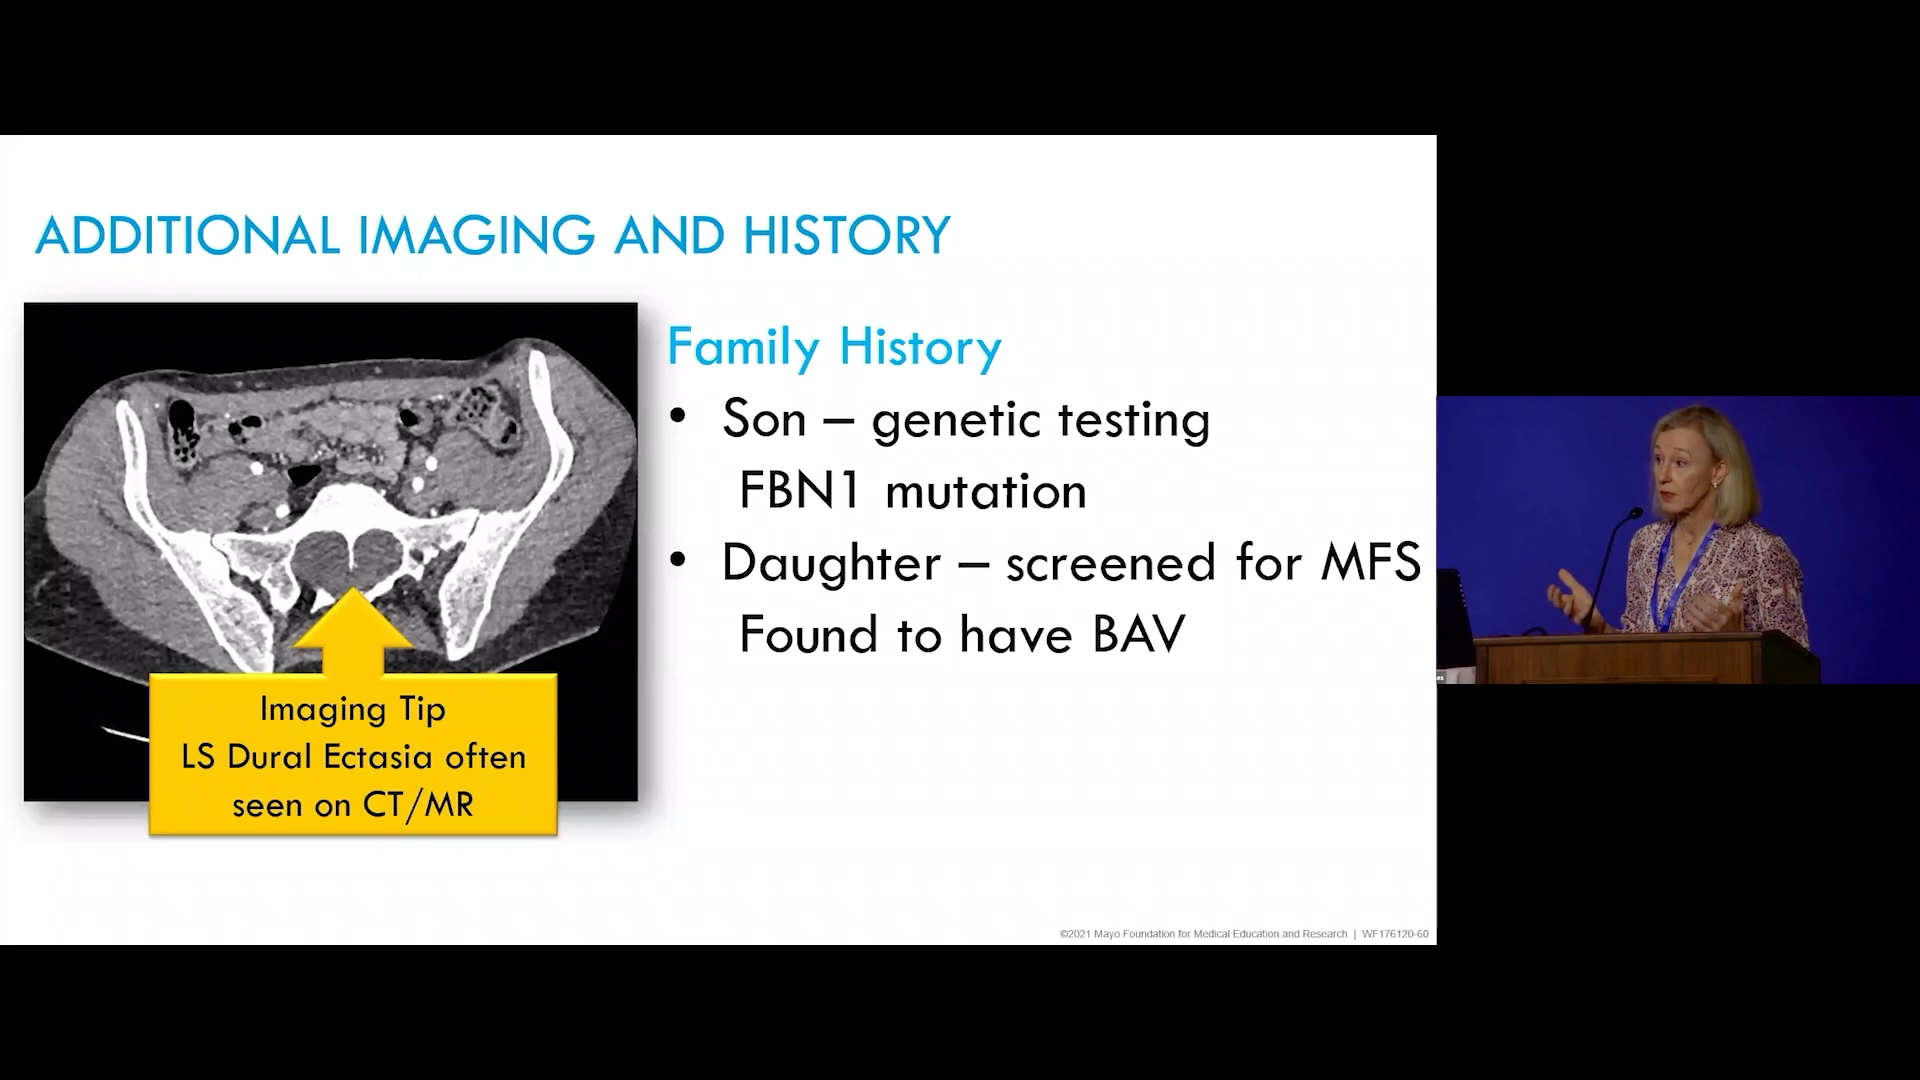 ADDITIONAL IMAGING AND HISTORY
Family History
• Son – genetic testing
FBN1 mutation
• Daughter – screened for MFS
Found to have BAV
Imaging Tip
LS Dural Ectasia often
seen on CT/MR
©2021 Mayo Foundation for Medical Education and Research | WF176120-60